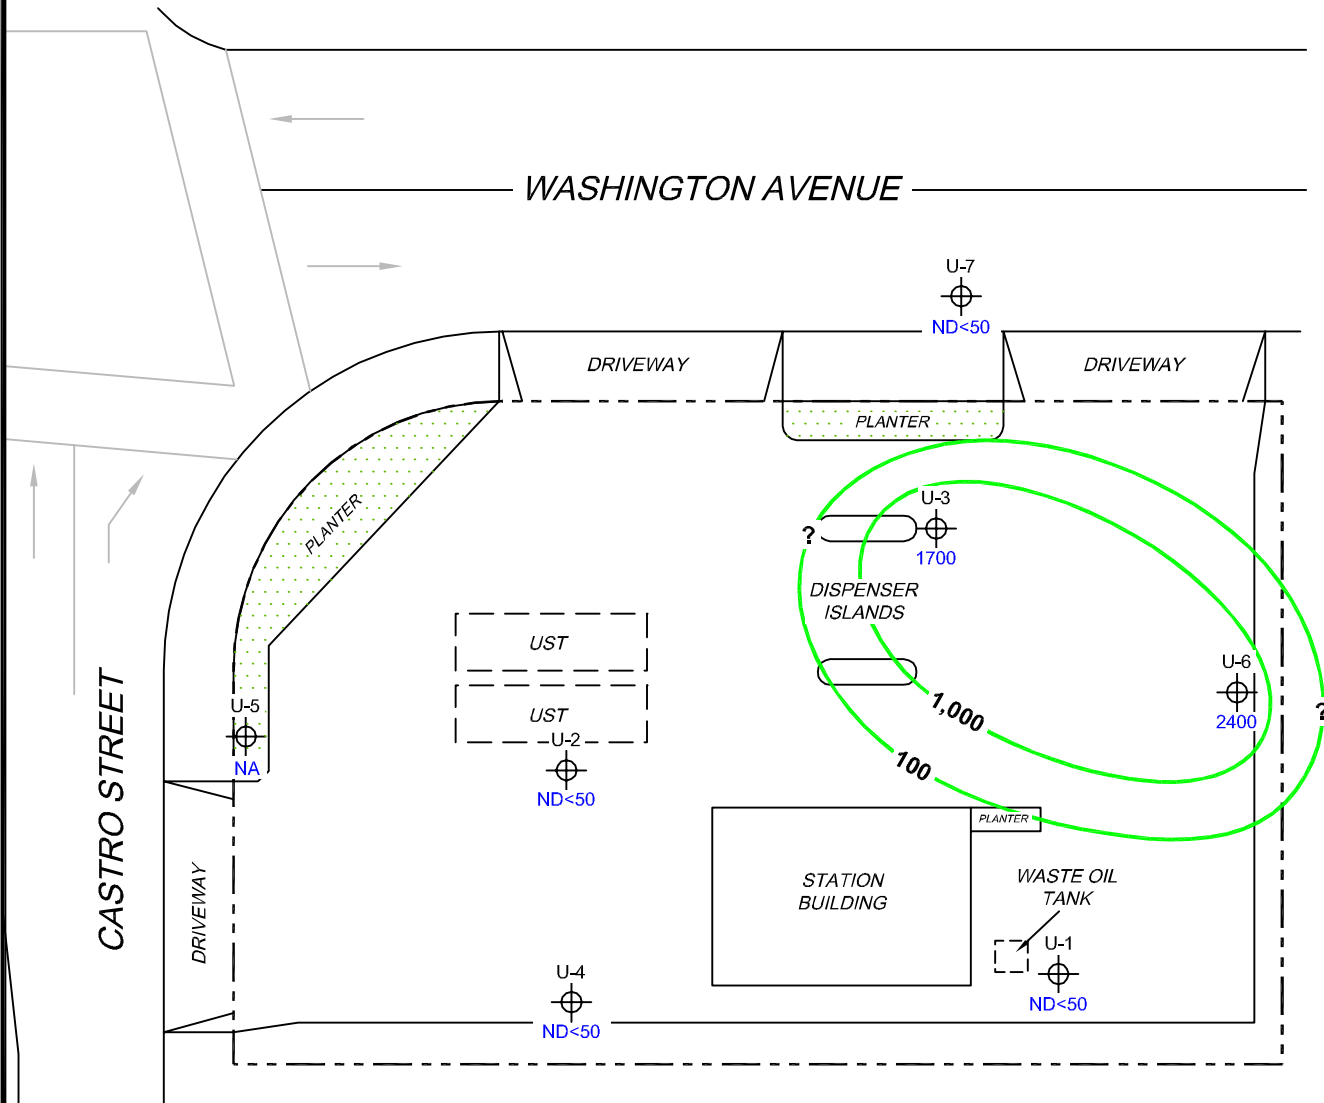 WASHINGTON AVENUE
U-7
ND<50
DRIVEWAY
DRIVEWAY
PLANTER
PLANTER
U-3
?
1700
DISPENSER
ISLANDS
UST
U-6
2400
?
U-5
NA
UST
U-2
ND<50
1,000
100
CASTRO STREET
PLANTER
STATION
BUILDING
WASTE OIL
TANK
DRIVEWAY
U-1
ND<50
U-4
ND<50